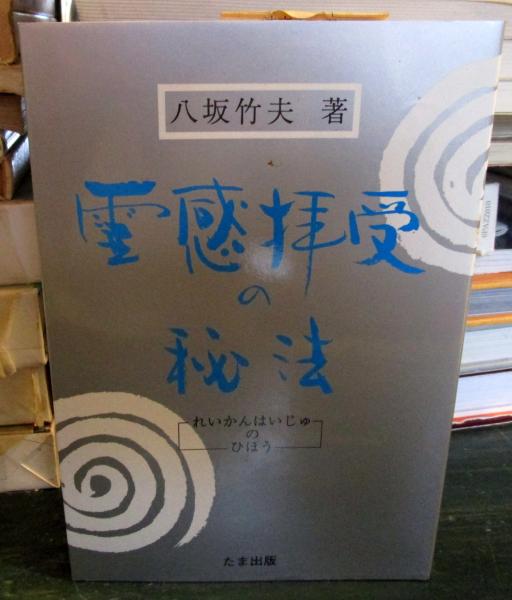 八坂竹夫 著
霊感拝受
の
秘法
れいかんはいじゅ
の
ひほう
たま出版